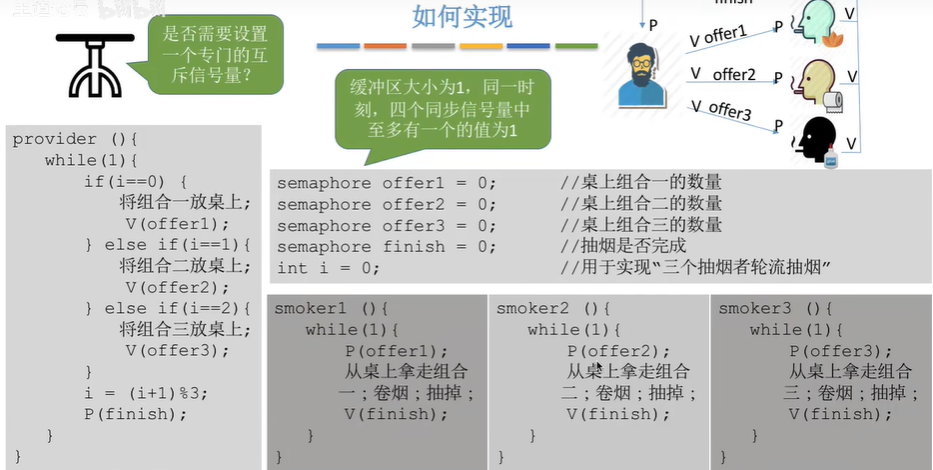 如何实现
是否需要设置
一个专门的互
斥信号量？
缓冲区大小为1，同一时
刻，四个同步信号量中
至多有一个的值为1
P
V offer1
P
V
V offer2
P
V
V offer3
P
V
provider (){
while(1){
if(i==0) {
将组合一放桌上;
V(offer1);
} else if(i==1){
将组合二放桌上;
V(offer2);
} else if(i==2){
将组合三放桌上;
V(offer3);
}
i = (i+1)%3;
P(finish);
}
}
semaphore offer1 = 0; //桌上组合一的数量
semaphore offer2 = 0; //桌上组合二的数量
semaphore offer3 = 0; //桌上组合三的数量
semaphore finish = 0; //抽烟是否完成
int i = 0; //用于实现“三个抽烟者轮流抽烟”
smoker1 (){
while(1){
P(offer1);
从桌上拿走组合
一；卷烟；抽掉；
V(finish);
}
}
smoker2 (){
while(1){
P(offer2);
从桌上拿走组合
二；卷烟；抽掉；
V(finish);
}
}
smoker3 (){
while(1){
P(offer3);
从桌上拿走组合
三；卷烟；抽掉；
V(finish);
}
}